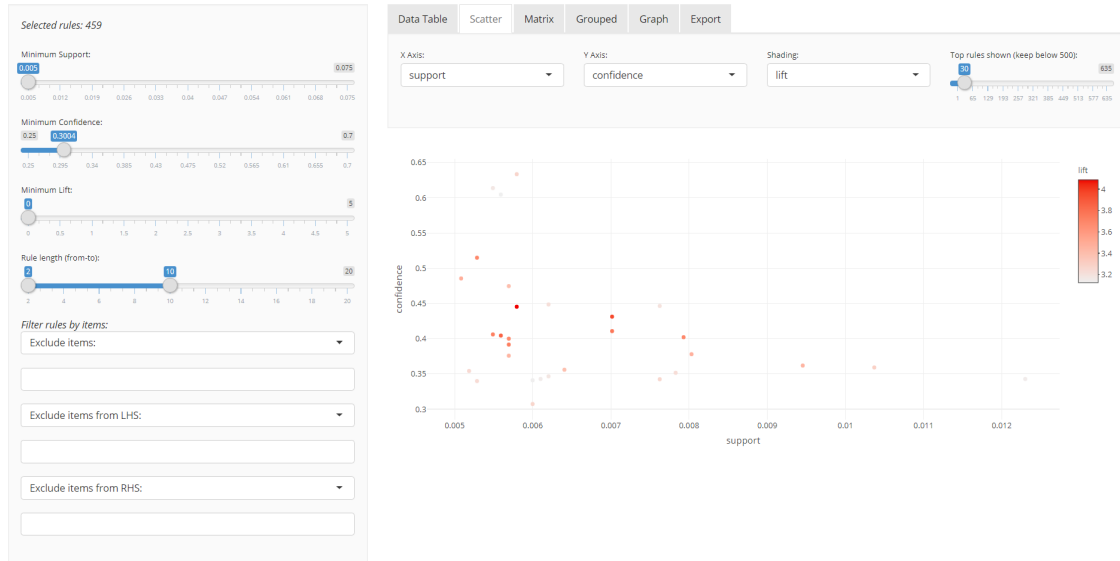 Selected rules: 459
Minimum Support:
0.005 0.075
0.005 0.012 0.019 0.026 0.033 0.04 0.047 0.054 0.061 0.068 0.075
Minimum Confidence:
0.25 0.3004 0.7
0.25 0.295 0.34 0.385 0.43 0.475 0.52 0.565 0.61 0.655 0.7
Minimum Lift:
0 5
0 0.5 1 1.5 2 2.5 3 3.5 4 4.5 5
Rule length (from-to):
2 10 20
2 4 6 8 10 12 14 16 18 20
Filter rules by items:
Exclude items:
Exclude items from LHS:
Exclude items from RHS:
Data Table Scatter Matrix Grouped Graph Export
X Axis: Y Axis: Shading: Top rules shown (keep below 500):
support confidence lift
30 635
1 65 129 193 257 321 385 449 513 577 635
0.65
0.6
0.55
0.5
0.45
0.4
0.35
0.3
confidence
0.005 0.006 0.007 0.008 0.009 0.01 0.011 0.012
support
lift
4
3.8
3.6
3.4
3.2